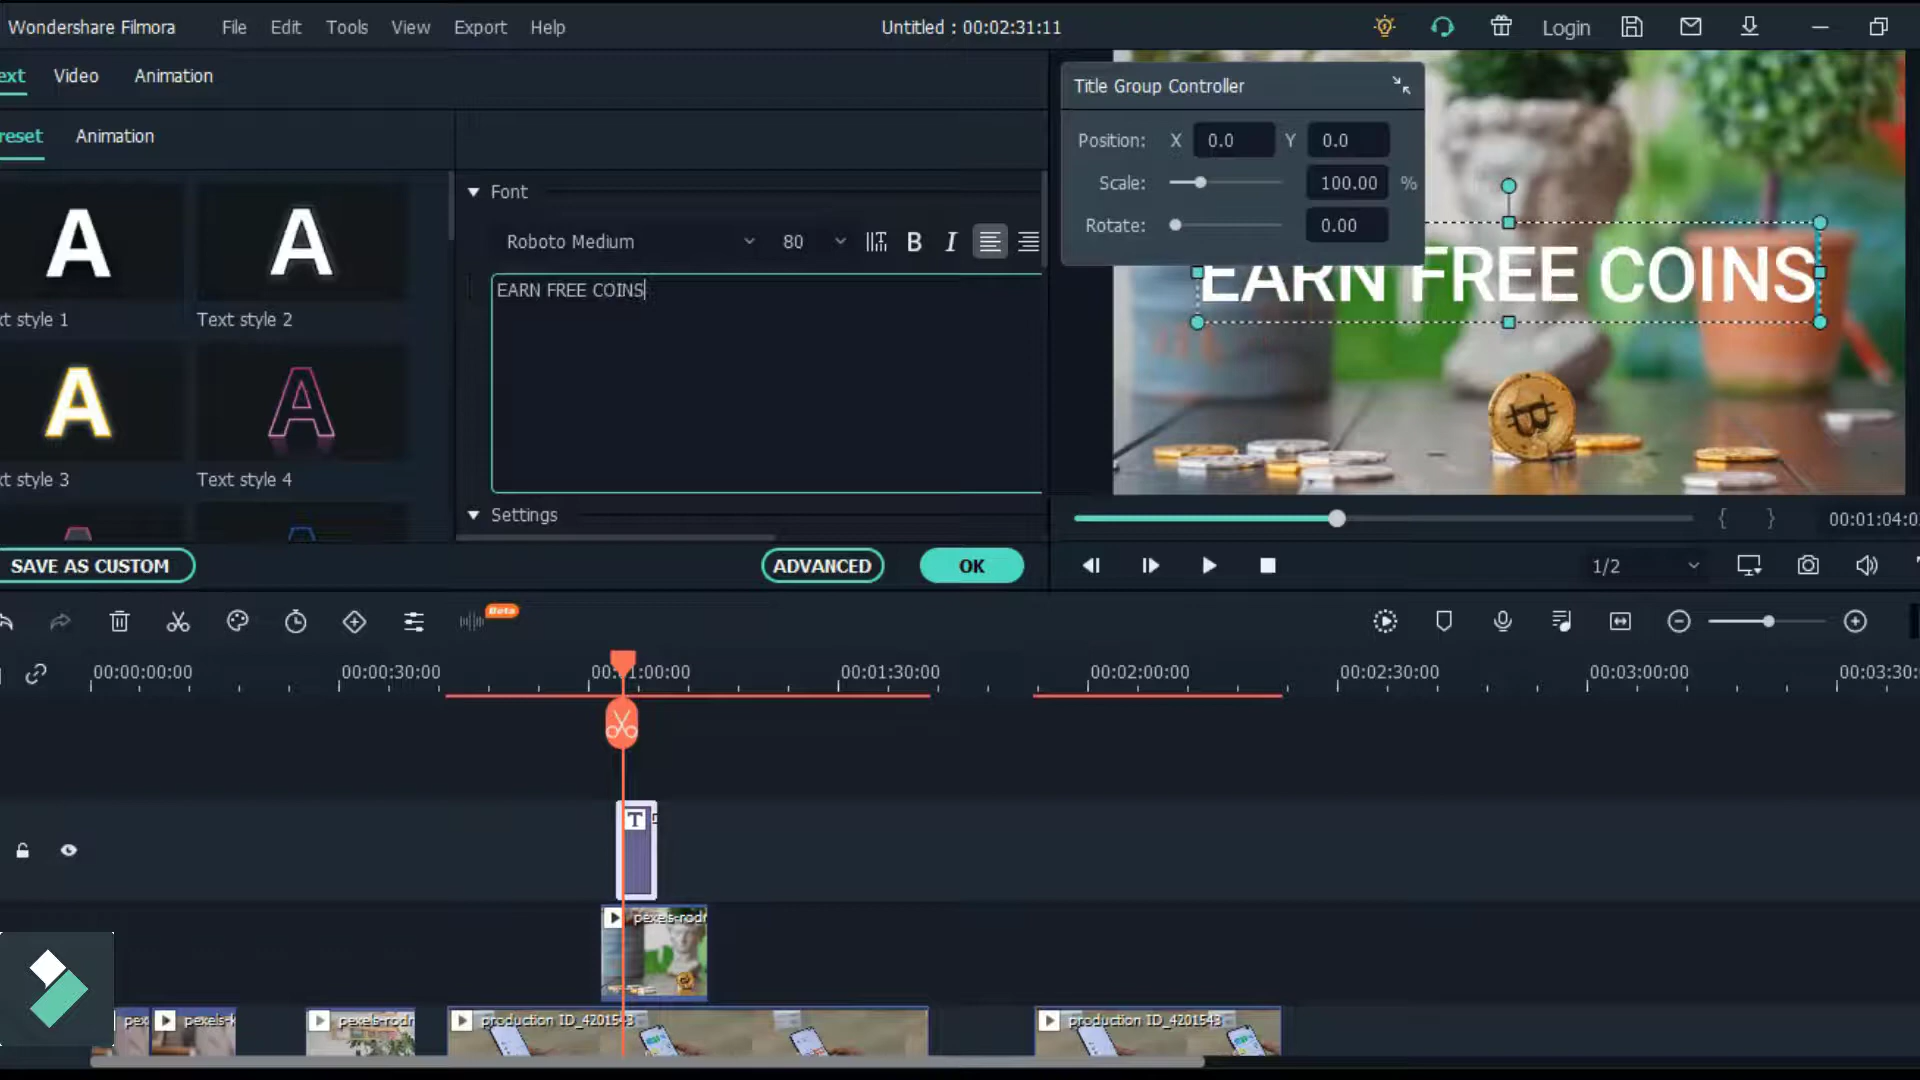 Wondershare Filmora File Edit Tools View Export Help Untitled : 00:02:31:11 Login
ext Video Animation
reset Animation
Title Group Controller
Position: X 0.0 Y 0.0
Scale: 100.00 %
Rotate: 0.00
Font
Roboto Medium 80 B I
EARN FREE COINS
EARN FREE COINS
A A
xt style 1 Text style 2
A A
xt style 3 Text style 4
Settings
SAVE AS CUSTOM ADVANCED OK
{ } 00:01:04:0
1/2
Beta
00:00:00:00 00:00:30:00 00:01:00:00 00:01:30:00 00:02:00:00 00:02:30:00 00:03:00:00 00:03:30:
T
pexels-rodr
pex pexels-k pexels-rodr production ID_4201543 production ID_4201543